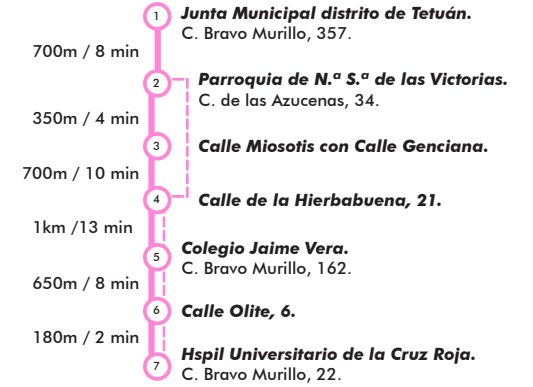 1 Junta Municipal distrito de Tetuán.
C. Bravo Murillo, 357.
700m / 8 min
2 Parroquia de N.ª S.ª de las Victorias.
C. de las Azucenas, 34.
350m / 4 min
3 Calle Miosotis con Calle Genciana.
700m / 10 min
4 Calle de la Hierbabuena, 21.
1km /13 min
5 Colegio Jaime Vera.
C. Bravo Murillo, 162.
650m / 8 min
6 Calle Olite, 6.
180m / 2 min
7 Hspil Universitario de la Cruz Roja.
C. Bravo Murillo, 22.